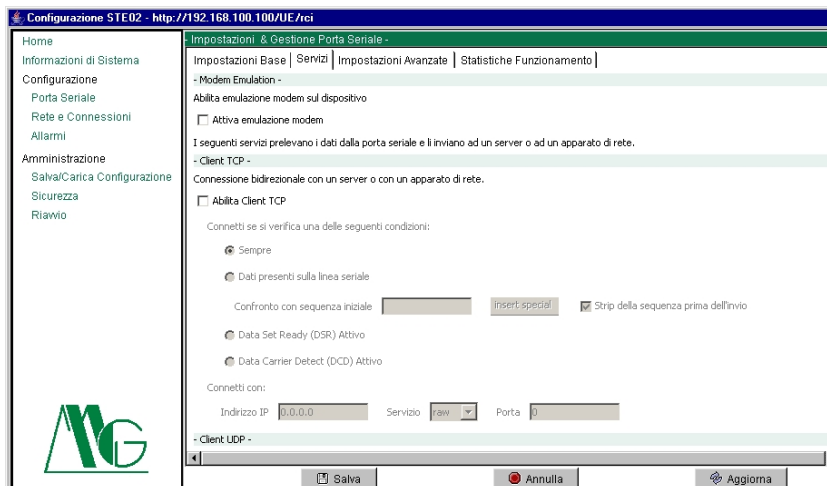 Configurazione STE02 - http://192.168.100.100/UE/rci
Home
Informazioni di Sistema
Configurazione
Porta Seriale
Rete e Connessioni
Allarmi
Amministrazione
Salva/Carica Configurazione
Sicurezza
Riavvio
MG
- Impostazioni & Gestione Porta Seriale -
Impostazioni Base | Servizi | Impostazioni Avanzate | Statistiche Funzionamento
- Modem Emulation -
Abilita emulazione modem sul dispositivo
Attiva emulazione modem
I seguenti servizi prelevano i dati dalla porta seriale e li inviano ad un server o ad un apparato di rete.
- Client TCP -
Connessione bidirezionale con un server o con un apparato di rete.
Abilita Client TCP
Connetti se si verifica una delle seguenti condizioni:
Sempre
Dati presenti sulla linea seriale
Confronto con sequenza iniziale insert special Strip della sequenza prima dell'invio
Data Set Ready (DSR) Attivo
Data Carrier Detect (DCD) Attivo
Connetti con:
Indirizzo IP 0.0.0.0 Servizio raw Porta 0
- Client UDP -
Salva Annulla Aggiorna